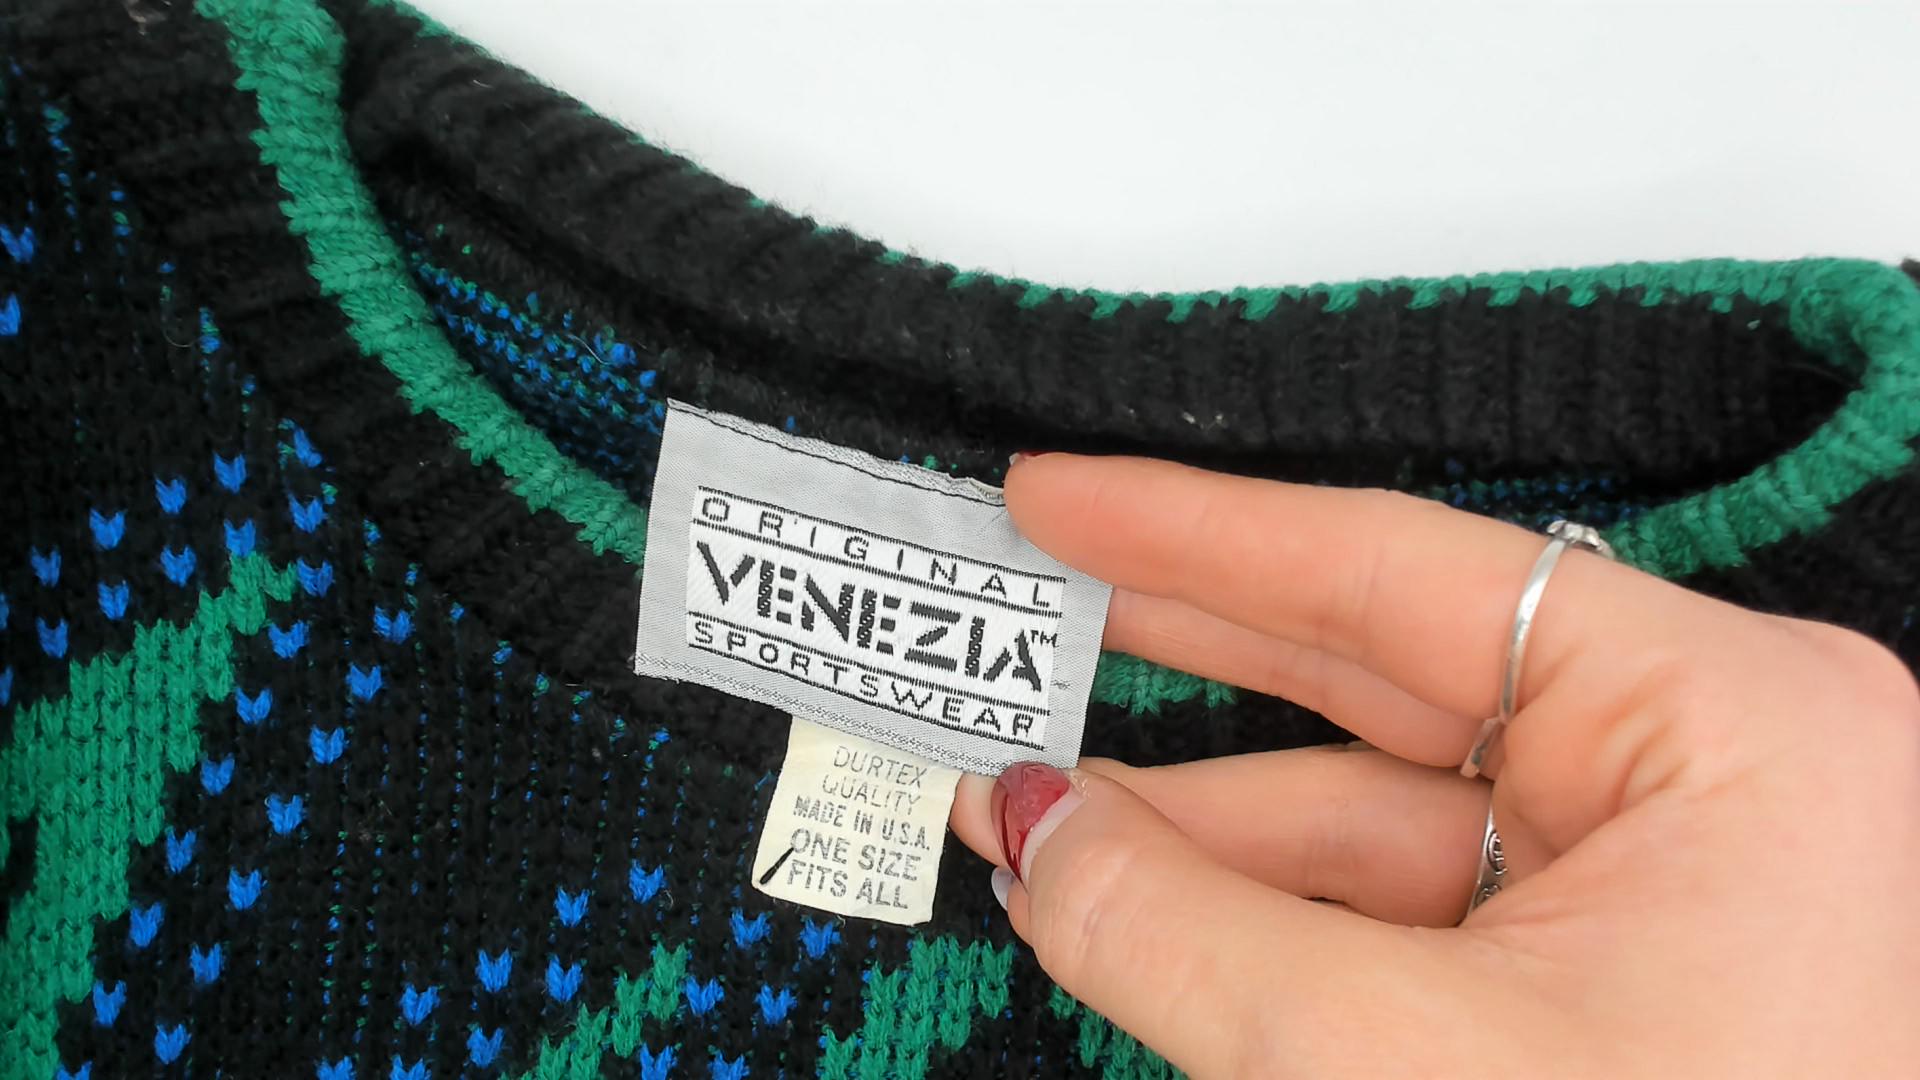 ORIGINAL
VENEZIA™
SPORTSWEAR
DURTEX
QUALITY
MADE IN U.S.A.
ONE SIZE
FITS ALL